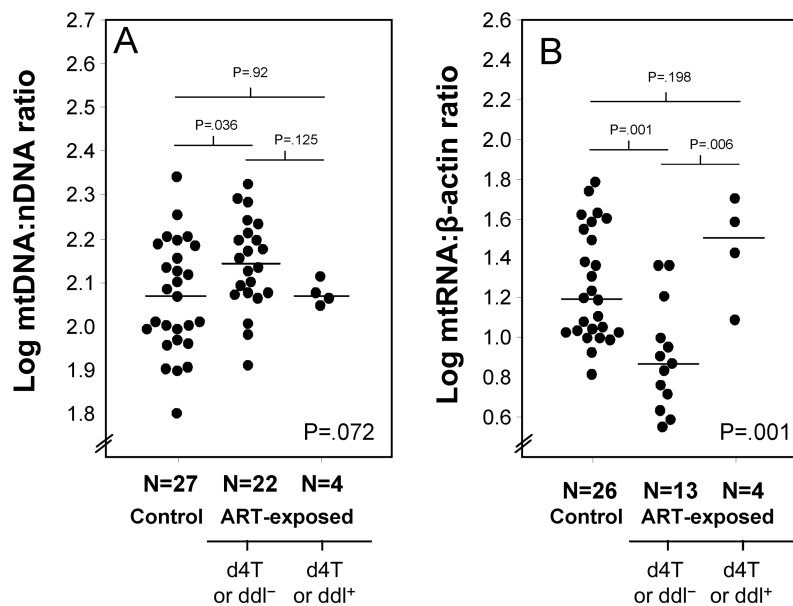 A
Log mtDNA:nDNA ratio
2.7
2.6
2.5
2.4
2.3
2.2
2.1
2.0
1.9
1.8
P=.92
P=.036
P=.125
P=.072
N=27 N=22 N=4
Control ART-exposed
d4T d4T
or ddI⁻ or ddI⁺
B
Log mtRNA:β-actin ratio
2.6
2.4
2.2
2.0
1.8
1.6
1.4
1.2
1.0
0.8
0.6
P=.198
P=.001
P=.006
P=.001
N=26 N=13 N=4
Control ART-exposed
d4T d4T
or ddI⁻ or ddI⁺